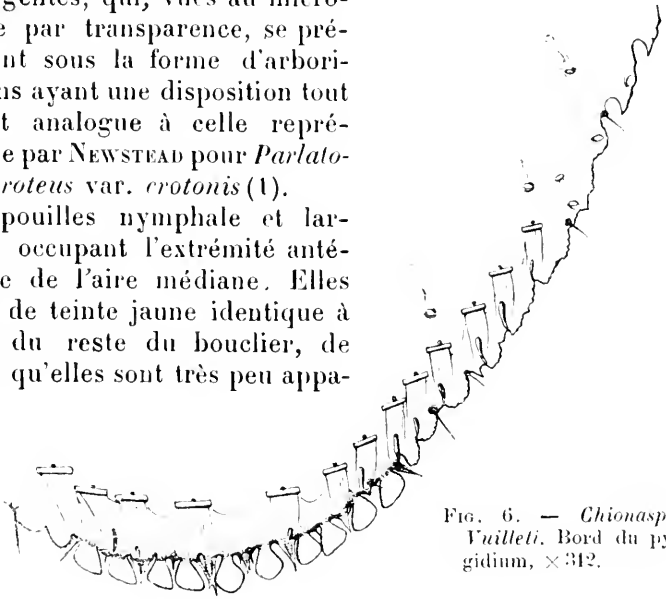 gentes, qui, vues au micro-
e par transparence, se pré-
nt sous la forme d'arbori-
ns ayant une disposition tout
t analogue à celle repré-
e par NEWSTEAD pour Parlato-
roteus var. crotonis (1).
pouilles nymphale et lar-
occupant l'extrémité anté-
c de l'aire médiane. Elles
de teinte jaune identique à
du reste du bouclier, de
qu'elles sont très peu appa-
FIG. 6. — Chionasp
Vuilleti. Bord du py
gidium, × 312.